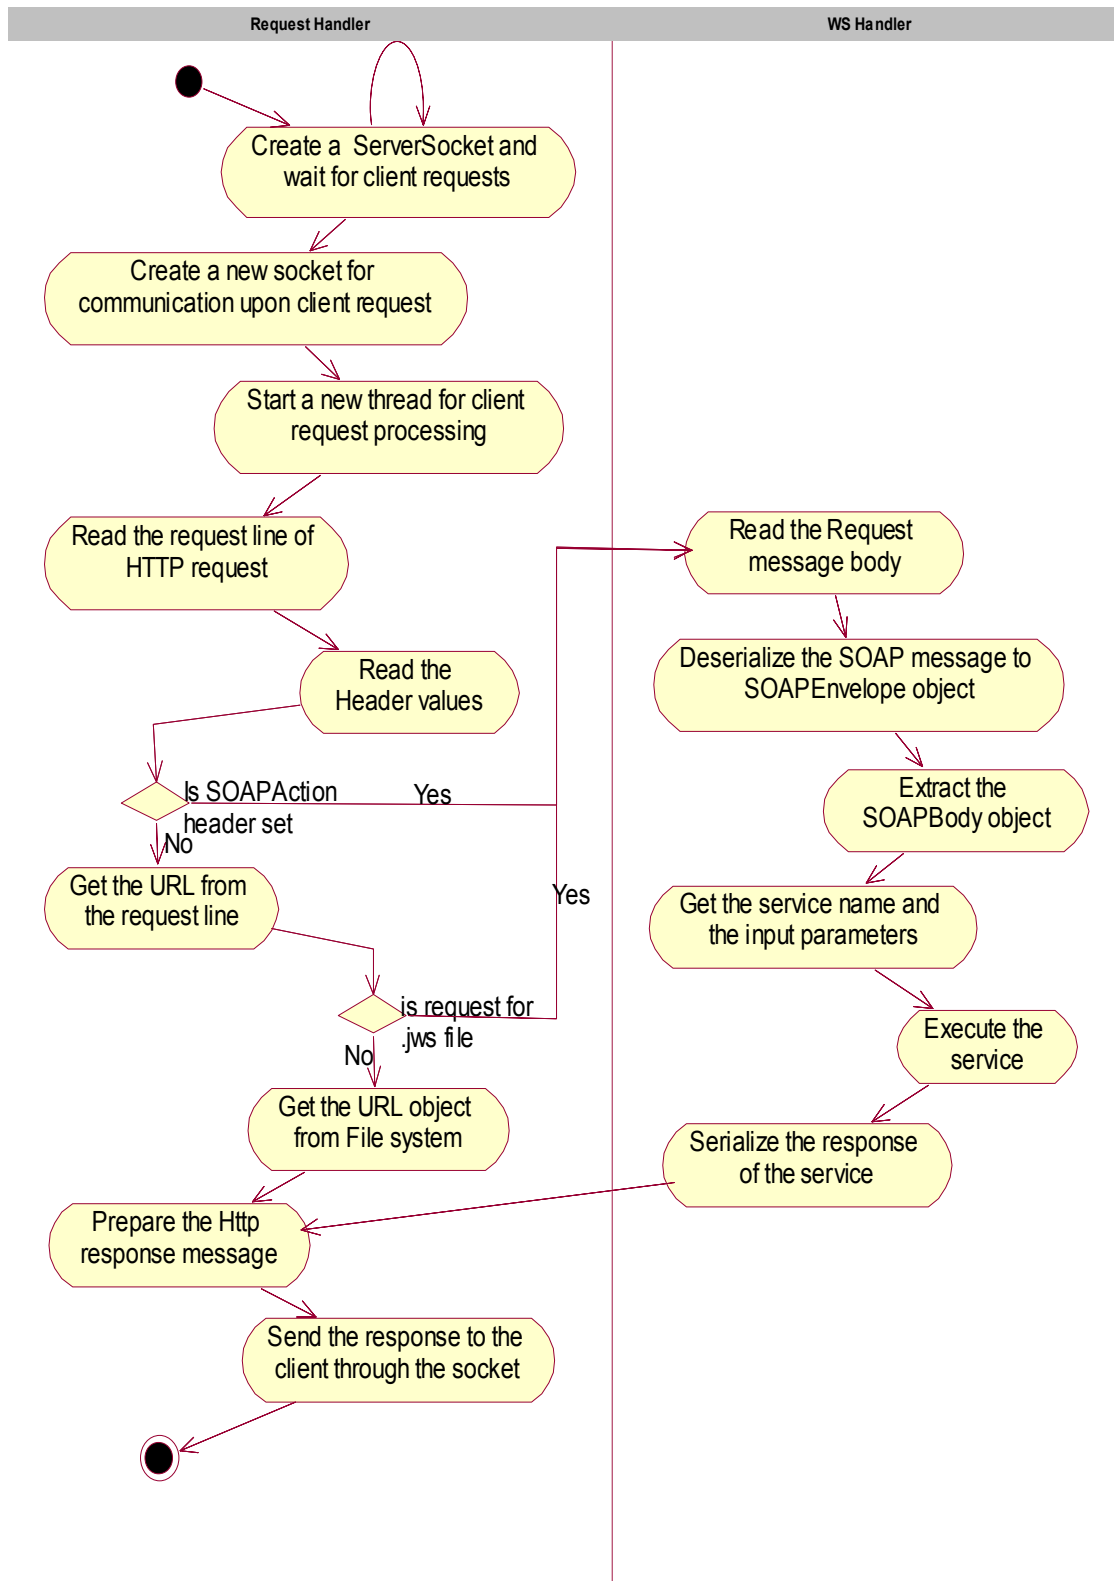 Request Handler
WS Handler
Create a ServerSocket and
wait for client requests
Create a new socket for
communication upon client request
Start a new thread for client
request processing
Read the request line of
HTTP request
Read the
Header values
Is SOAPAction
header set
Yes
No
Get the URL from
the request line
Yes
is request for
.jws file
No
Get the URL object
from File system
Prepare the Http
response message
Send the response to the
client through the socket
Read the Request
message body
Deserialize the SOAP message to
SOAPEnvelope object
Extract the
SOAPBody object
Get the service name and
the input parameters
Execute the
service
Serialize the response
of the service